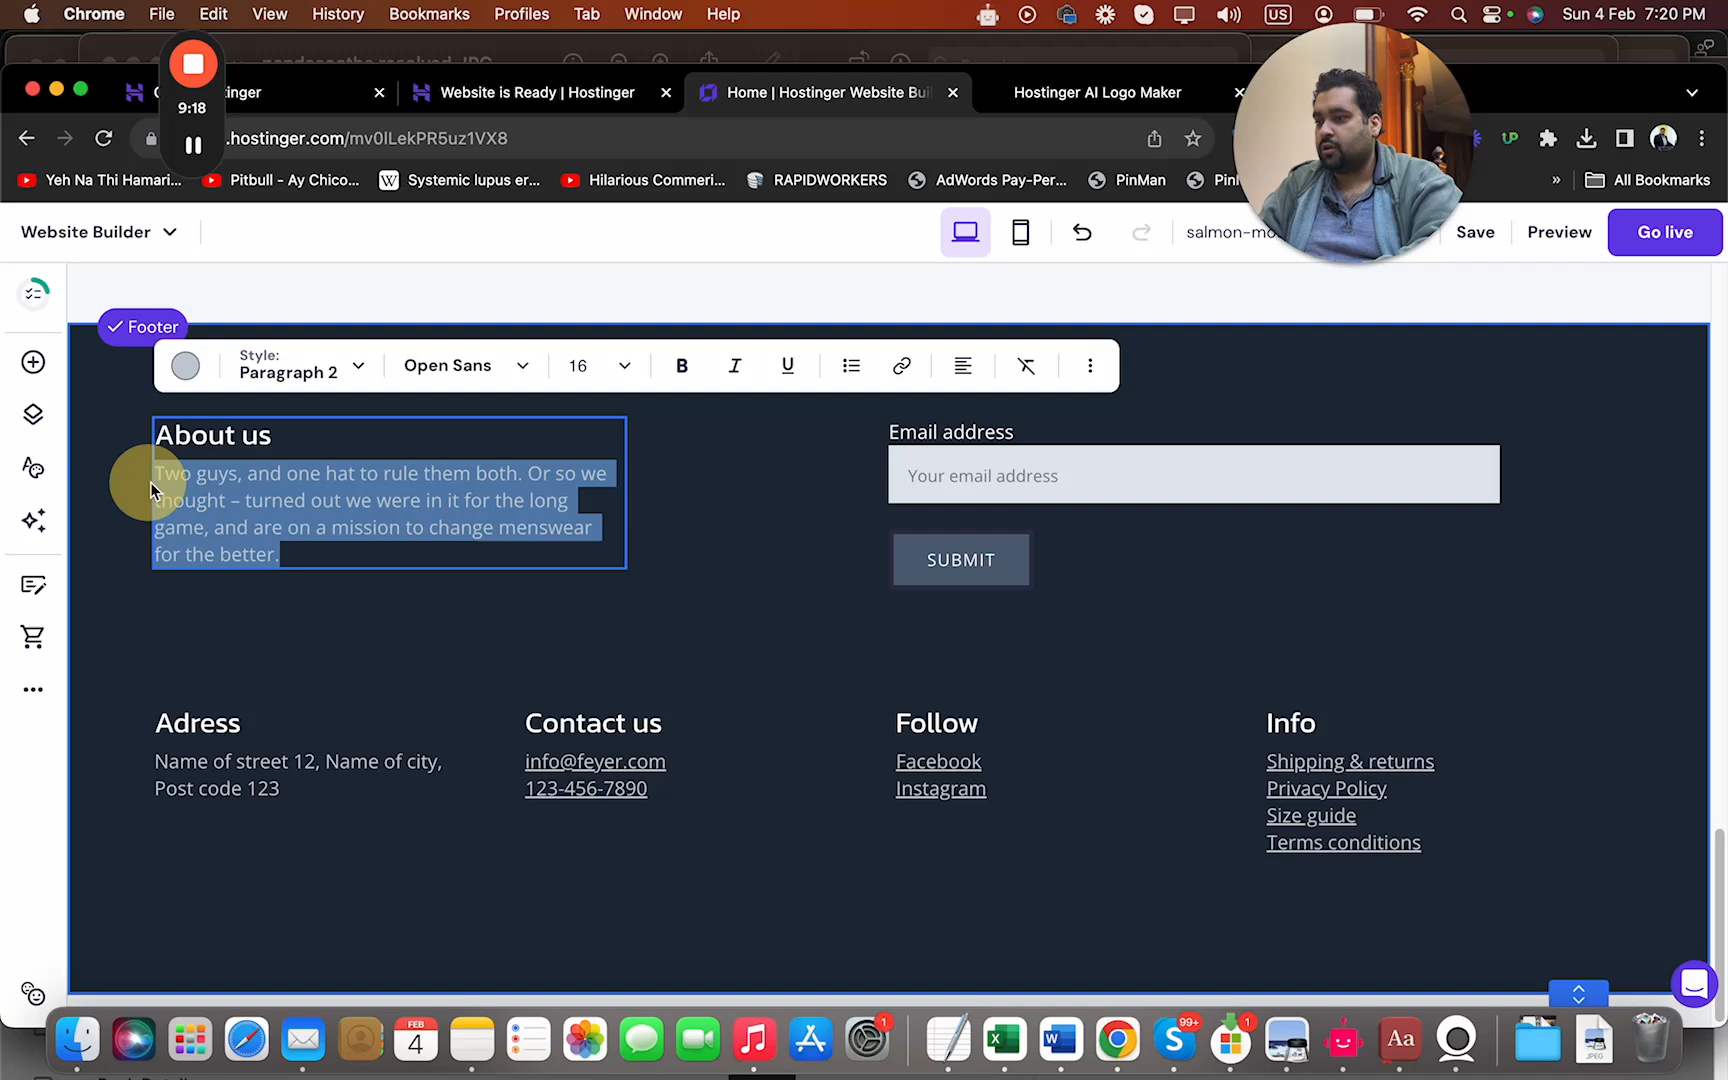 Chrome File Edit View History Bookmarks Profiles Tab Window Help
US
Sun 4 Feb 7:20 PM
9:18
Website is Ready | Hostinger
Home | Hostinger Website Bui
Hostinger AI Logo Maker
.hostinger.com/mv0lLekPR5uz1VX8
UP
Yeh Na Thi Hamari...
Pitbull - Ay Chico...
Systemic lupus er...
Hilarious Commeri...
RAPIDWORKERS
AdWords Pay-Per...
PinMan
All Bookmarks
Website Builder
Save
Preview
Go live
Footer
Style:
Paragraph 2
Open Sans
16
B I U
About us
Two guys, and one hat to rule them both. Or so we
thought – turned out we were in it for the long
game, and are on a mission to change menswear
for the better.
Email address
Your email address
SUBMIT
Adress
Name of street 12, Name of city,
Post code 123
Contact us
info@feyer.com
123-456-7890
Follow
Facebook
Instagram
Info
Shipping & returns
Privacy Policy
Size guide
Terms conditions
FEB
4
1
99+
1
Aa
JPEG